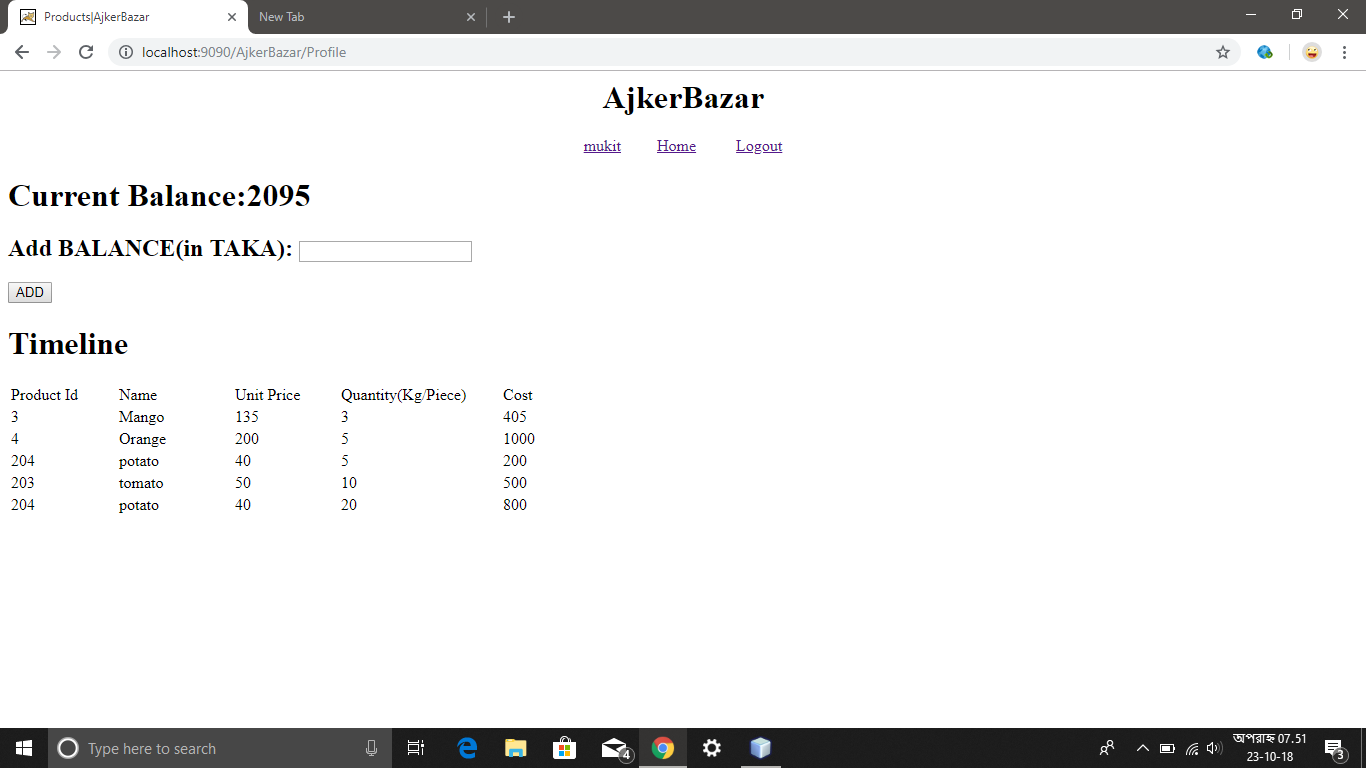 Products|AjkerBazar
New Tab
localhost:9090/AjkerBazar/Profile
AjkerBazar
mukit Home Logout
Current Balance:2095
Add BALANCE(in TAKA):
ADD
Timeline
Product Id Name Unit Price Quantity(Kg/Piece) Cost
3 Mango 135 3 405
4 Orange 200 5 1000
204 potato 40 5 200
203 tomato 50 10 500
204 potato 40 20 800
Type here to search
4
অপরাহ্ন 07.51
23-10-18
3